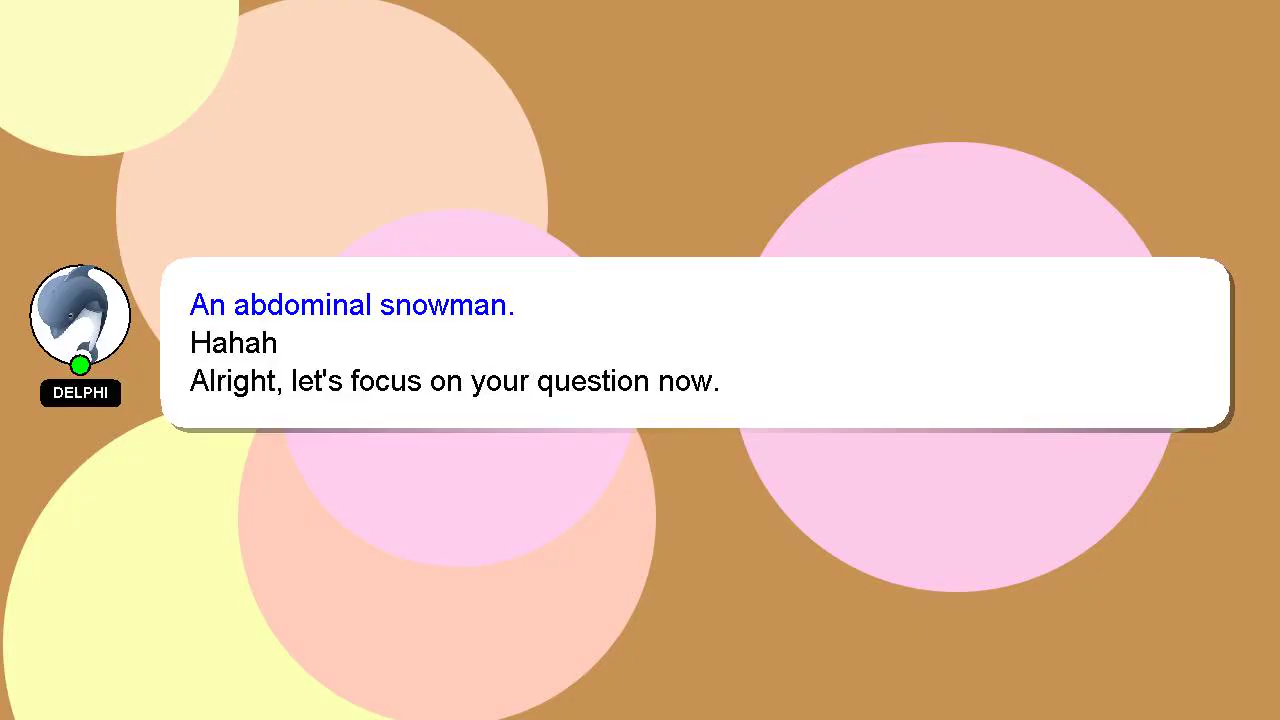 An abdominal snowman.
Hahah
Alright, let's focus on your question now.
DELPHI